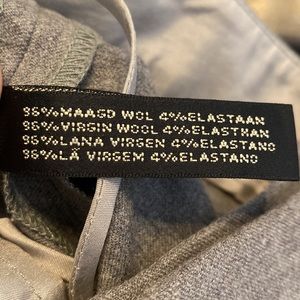 96%MAAGD WOL 4%ELASTAAN
96%VIRGIN WOOL 4%ELASTHAN
96%LANA VIRGEN 4%ELASTANO
96%LÃ VIRGEM 4%ELASTANO